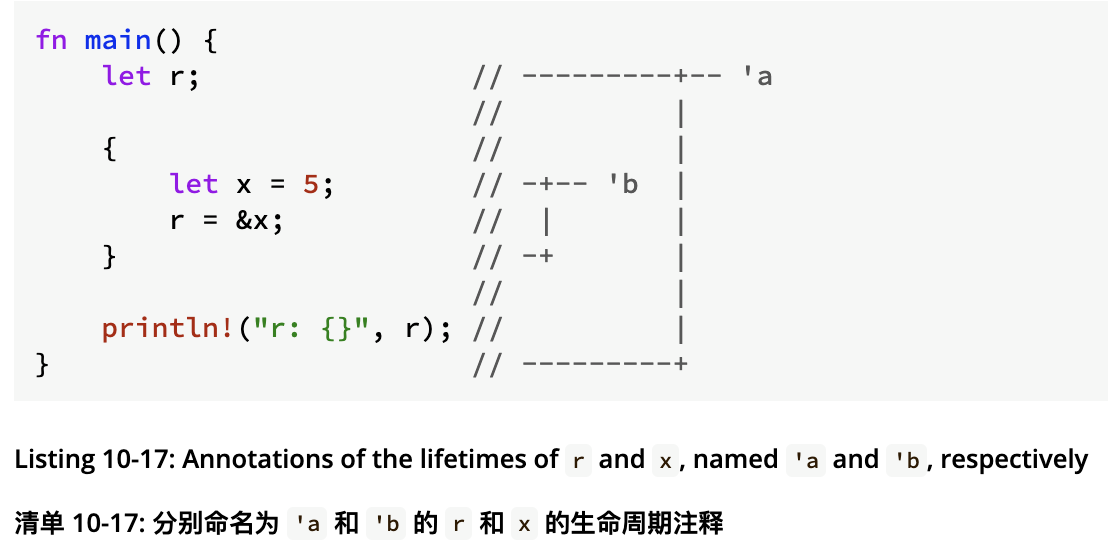 fn main() {
    let r;                // ---------+-- 'a
                          //          |
    {                     //          |
        let x = 5;        // -+-- 'b  |
        r = &x;           //  |       |
    }                     // -+       |
                          //          |
    println!("r: {}", r); //          |
}                         // ---------+
Listing 10-17: Annotations of the lifetimes of r and x, named 'a and 'b, respectively
清单 10-17: 分别命名为 'a 和 'b 的 r 和 x 的生命周期注释